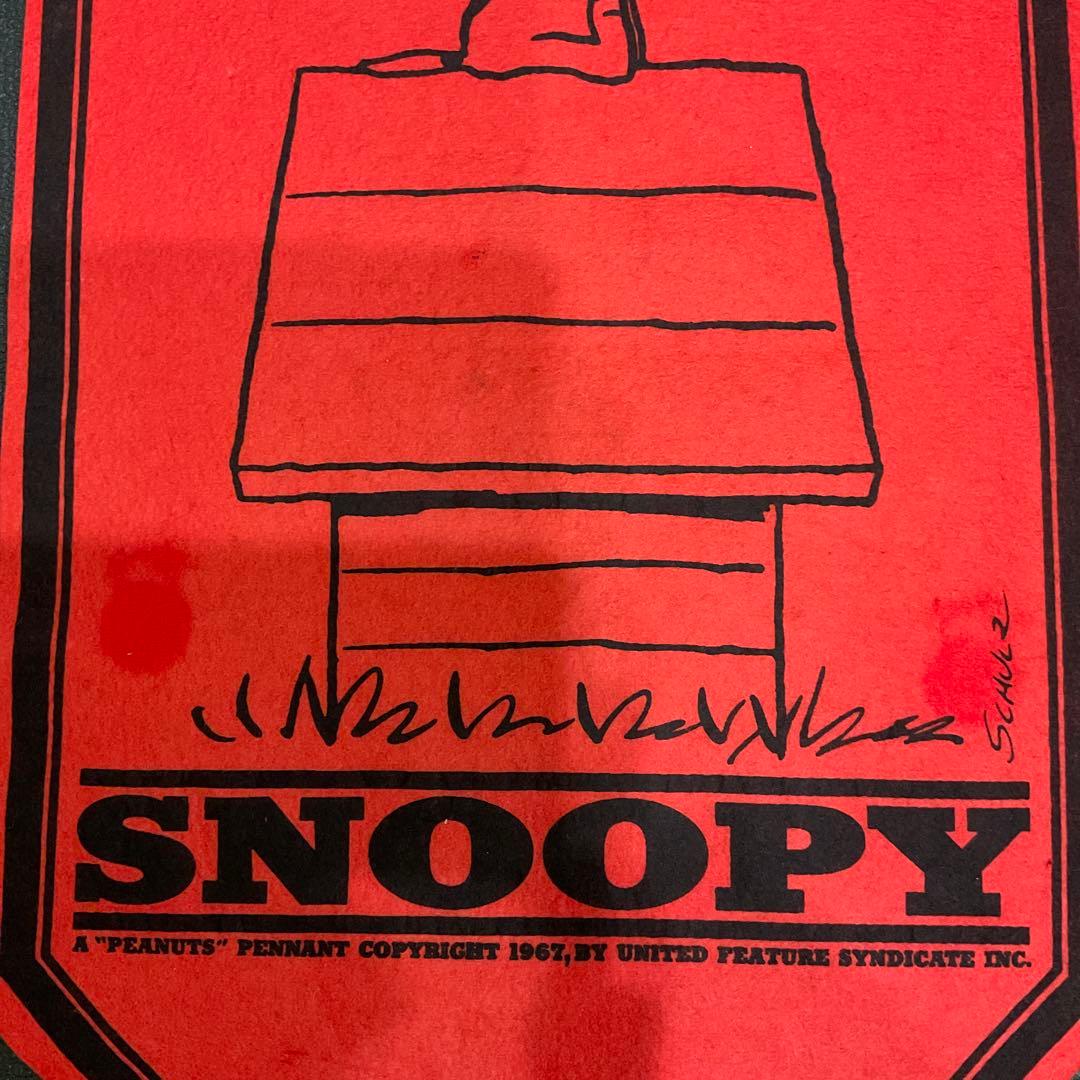 SCHULZ
SNOOPY
A "PEANUTS" PENNANT COPYRIGHT 1967, BY UNITED FEATURE SYNDICATE INC.